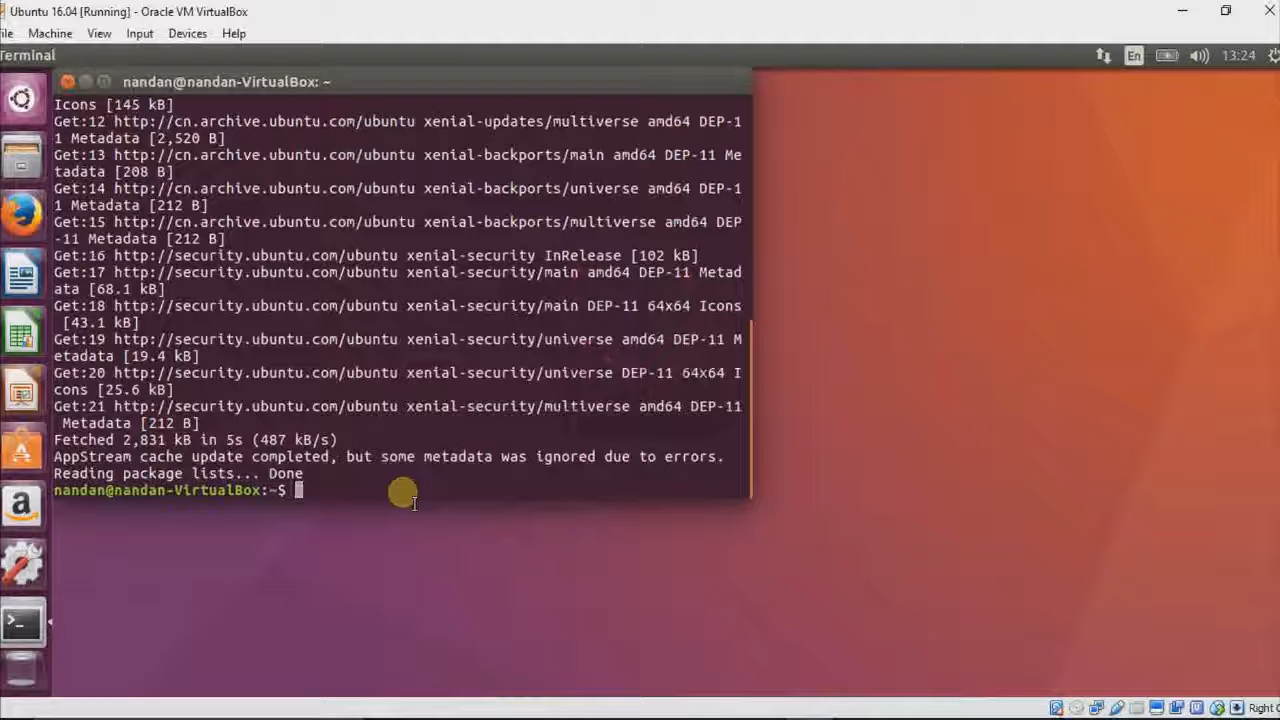 Ubuntu 16.04 [Running] - Oracle VM VirtualBox
ile Machine View Input Devices Help
Terminal En 13:24
nandan@nandan-VirtualBox: ~
Icons [145 kB]
Get:12 http://cn.archive.ubuntu.com/ubuntu xenial-updates/multiverse amd64 DEP-1
1 Metadata [2,520 B]
Get:13 http://cn.archive.ubuntu.com/ubuntu xenial-backports/main amd64 DEP-11 Me
tadata [208 B]
Get:14 http://cn.archive.ubuntu.com/ubuntu xenial-backports/universe amd64 DEP-1
1 Metadata [212 B]
Get:15 http://cn.archive.ubuntu.com/ubuntu xenial-backports/multiverse amd64 DEP
-11 Metadata [212 B]
Get:16 http://security.ubuntu.com/ubuntu xenial-security InRelease [102 kB]
Get:17 http://security.ubuntu.com/ubuntu xenial-security/main amd64 DEP-11 Metad
ata [68.1 kB]
Get:18 http://security.ubuntu.com/ubuntu xenial-security/main DEP-11 64x64 Icons
[43.1 kB]
Get:19 http://security.ubuntu.com/ubuntu xenial-security/universe amd64 DEP-11 M
etadata [19.4 kB]
Get:20 http://security.ubuntu.com/ubuntu xenial-security/universe DEP-11 64x64 I
cons [25.6 kB]
Get:21 http://security.ubuntu.com/ubuntu xenial-security/multiverse amd64 DEP-11
Metadata [212 B]
Fetched 2,831 kB in 5s (487 kB/s)
AppStream cache update completed, but some metadata was ignored due to errors.
Reading package lists... Done
nandan@nandan-VirtualBox:~$
Right C